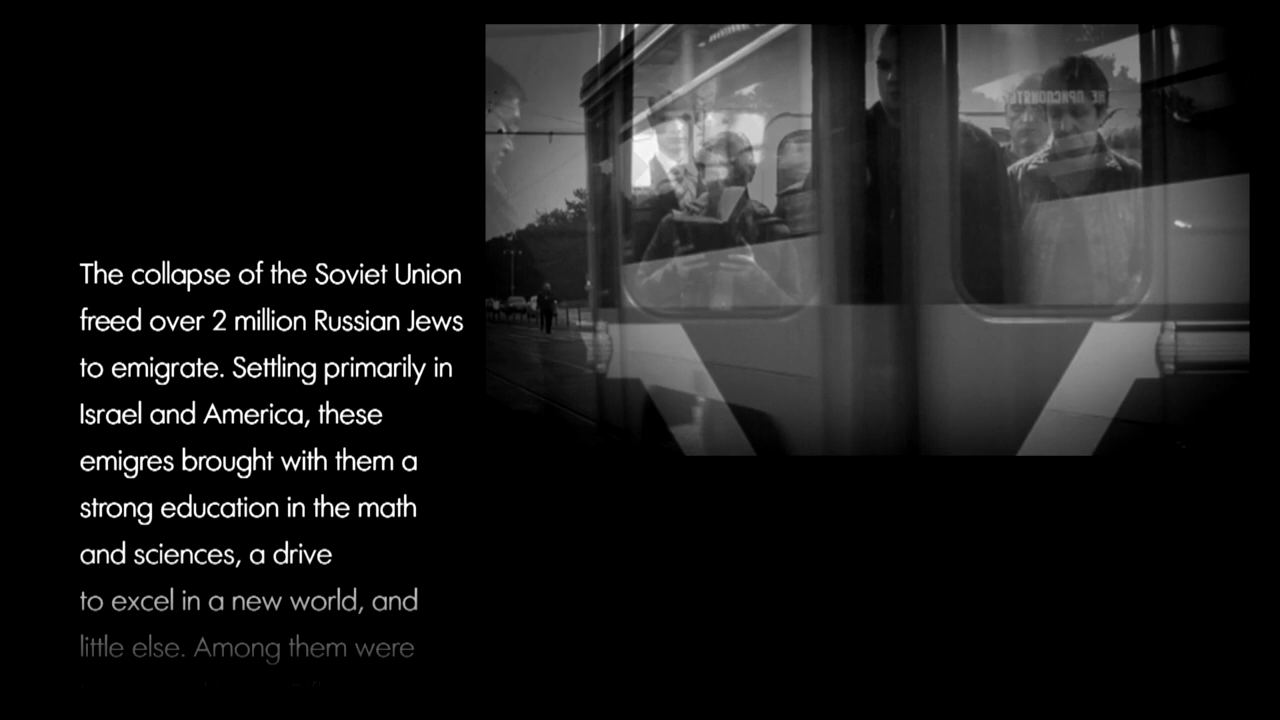 The collapse of the Soviet Union
freed over 2 million Russian Jews
to emigrate. Settling primarily in
Israel and America, these
emigres brought with them a
strong education in the math
and sciences, a drive
to excel in a new world, and
little else. Among them were
НЕ ПРИСЛОНЯТЬСЯ